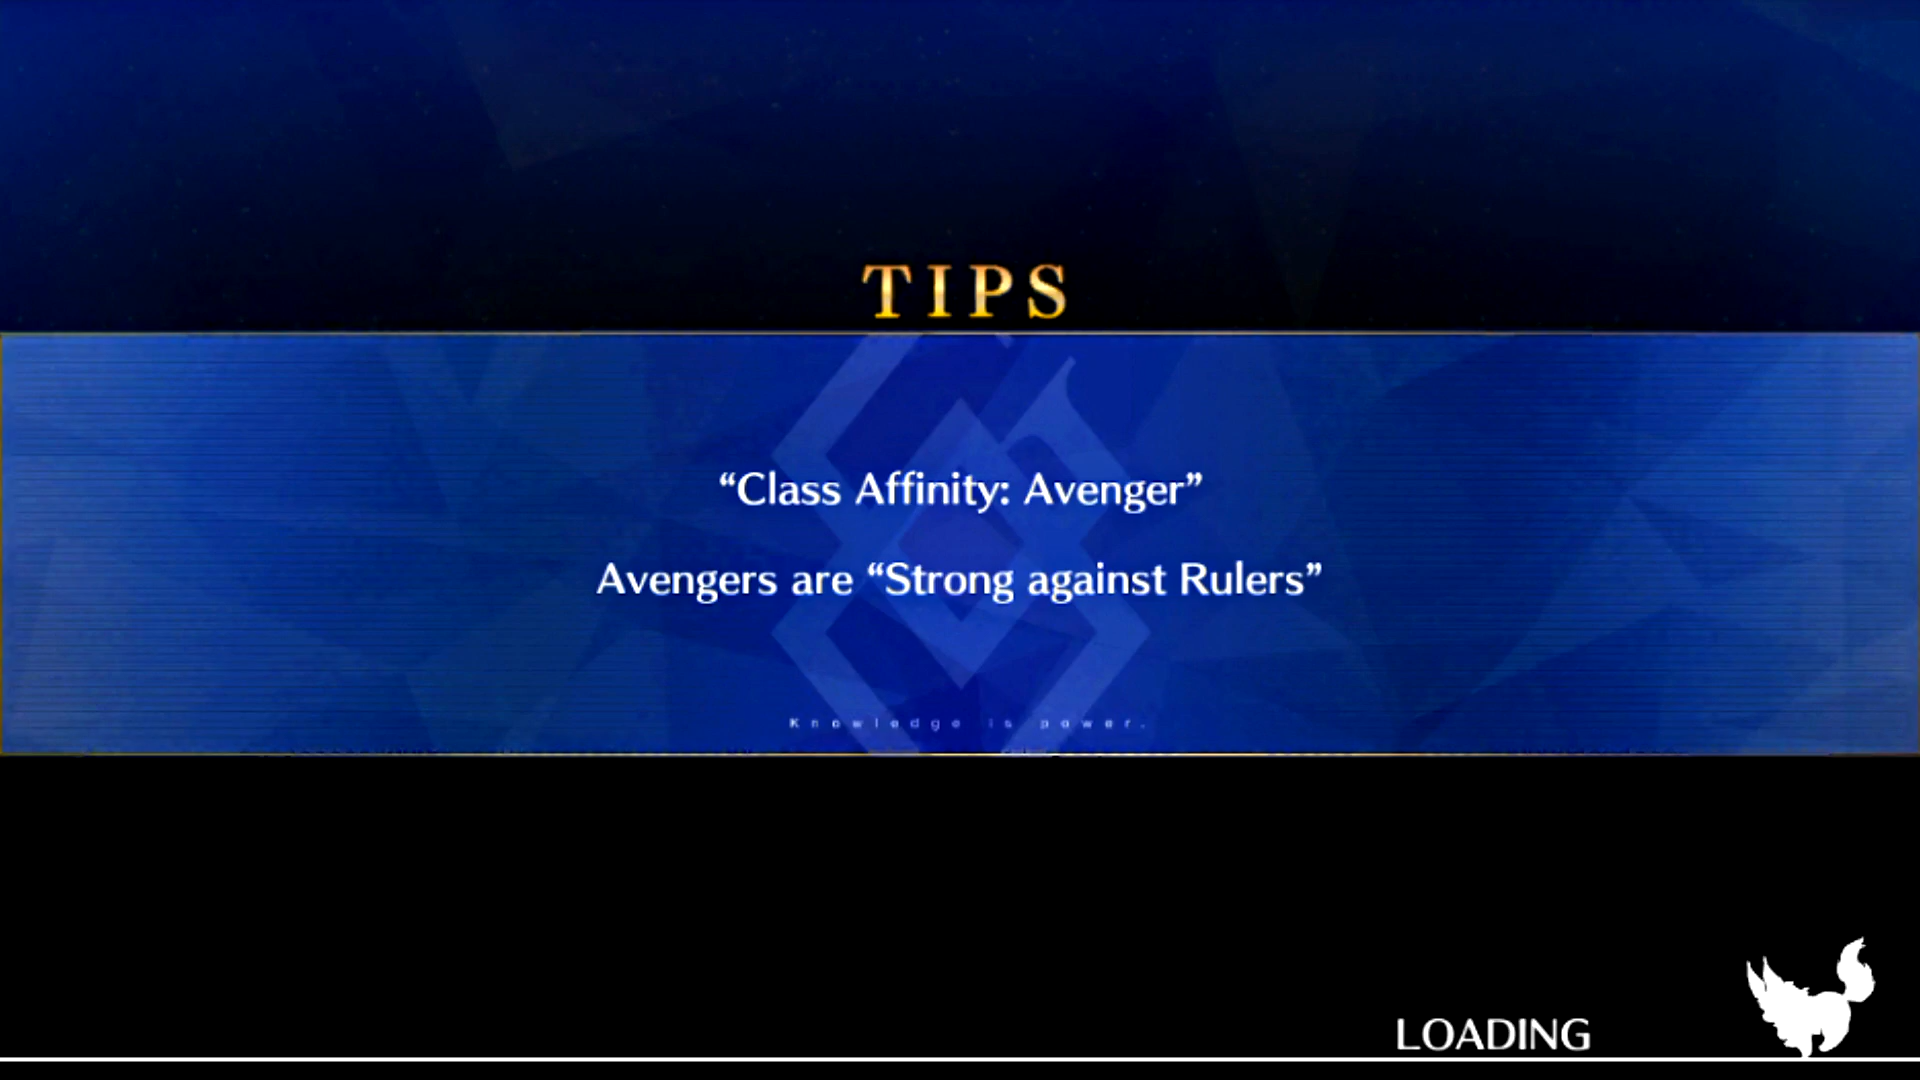 TIPS
“Class Affinity: Avenger”
Avengers are “Strong against Rulers”
Knowledge is power.
LOADING